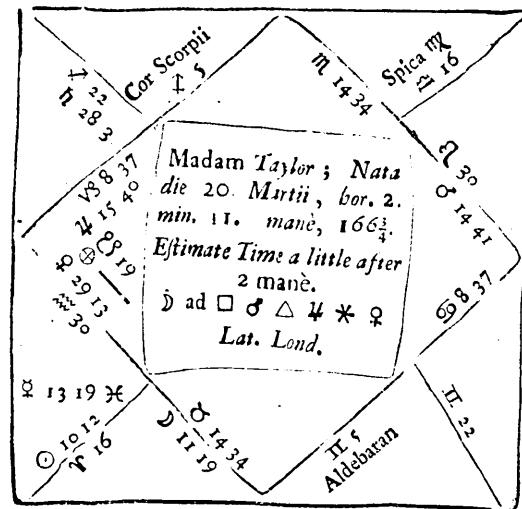 Cor Scorpii
♐ 5
♐ 22
♄ 28 3
♏ 14 34
Spica ♍
♎ 16
♌ 30
♂ 14 41
♑ 8 37
♃ 15 40
♀ ⊕ ☋ 19
29 13
♒ 30
Madam Taylor ; Nata
die 20. Martii, hor. 2.
min. 11. manè, 166¾.
Eſtimate Time a little after
2 manè.
☽ ad □ ♂ △ ♃ ⚹ ♀
Lat. Lond.
♋ 8 37
☿ 13 19 ♓
☉ 10 12
♈ 16
♉ 14 34
☽ 11 19
♊ 5
Aldebaran
♊ 22